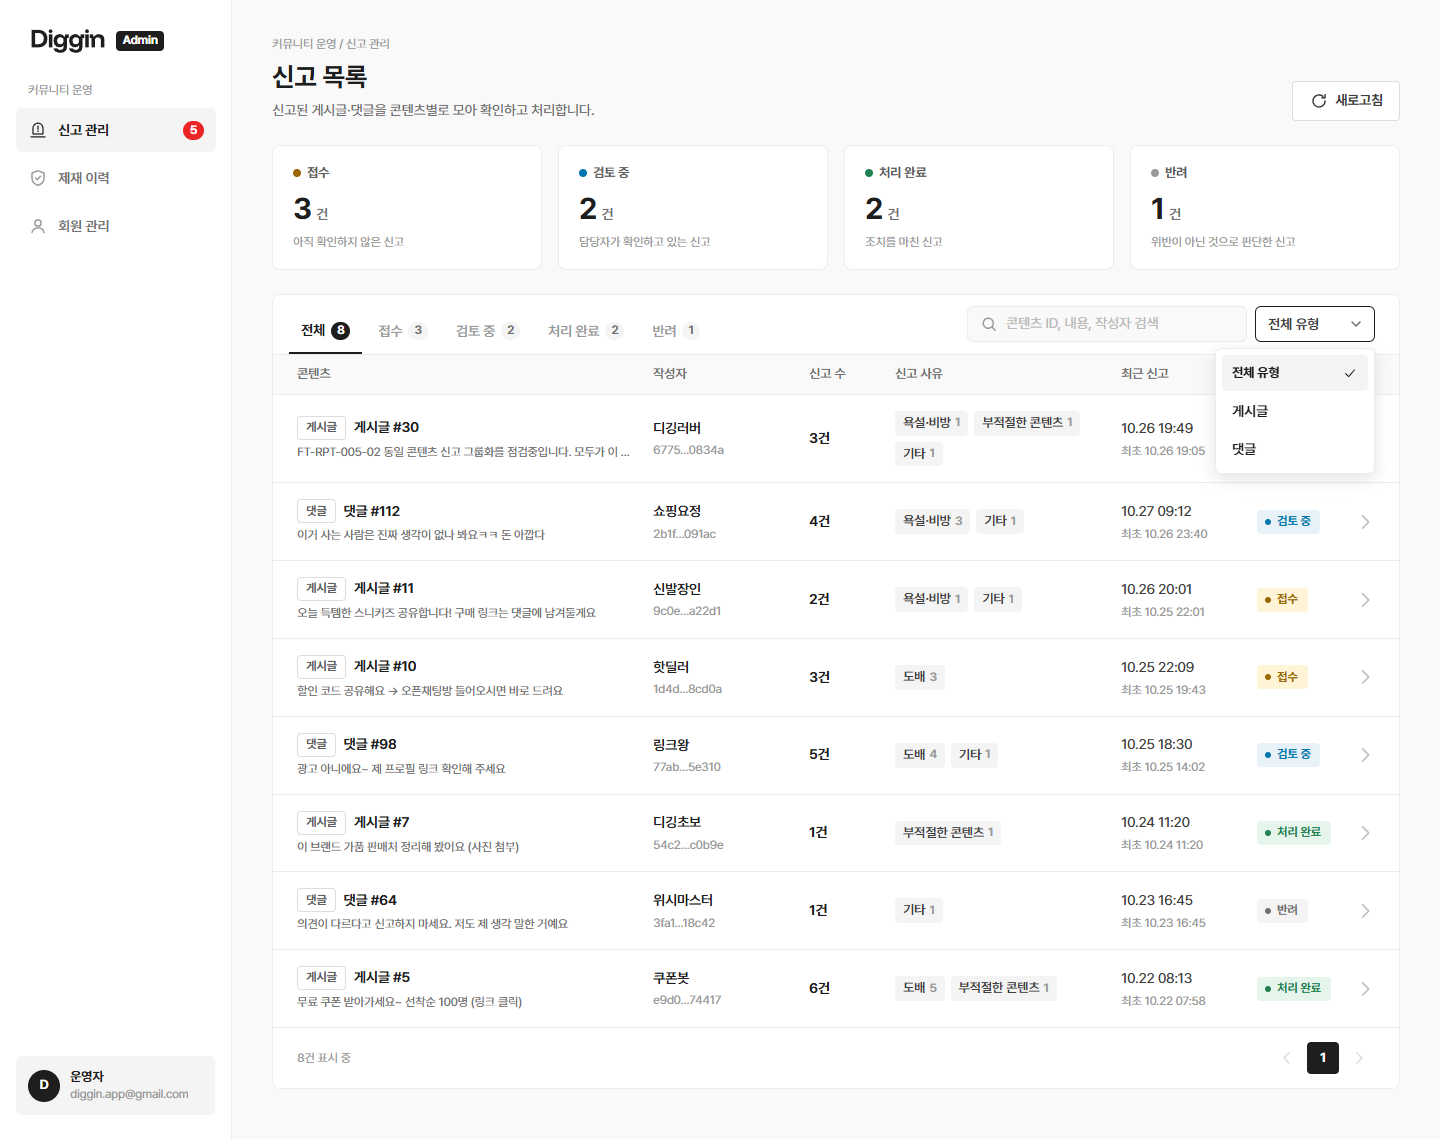 Diggin Admin
커뮤니티 운영
신고 관리 5
제재 이력
회원 관리
운영자
D
diggin.app@gmail.com
커뮤니티 운영 / 신고 관리
신고 목록
신고된 게시글·댓글을 콘텐츠별로 모아 확인하고 처리합니다.
새로고침
접수
3 건
아직 확인하지 않은 신고
검토 중
2 건
담당자가 확인하고 있는 신고
처리 완료
2 건
조치를 마친 신고
반려
1 건
위반이 아닌 것으로 판단한 신고
전체 8 접수 3 검토 중 2 처리 완료 2 반려 1
콘텐츠 ID, 내용, 작성자 검색
전체 유형
전체 유형
게시글
댓글
콘텐츠 작성자 신고 수 신고 사유 최근 신고
게시글 게시글 #30
FT-RPT-005-02 동일 콘텐츠 신고 그룹화를 점검중입니다. 모두가 이 ...
디깅러버
6775...0834a
3건
욕설·비방 1 부적절한 콘텐츠 1
기타 1
10.26 19:49
최초 10.26 19:05
댓글 댓글 #112
이거 사는 사람은 진짜 생각이 없나 봐요ㅋㅋ 돈 아깝다
쇼핑요정
2b1f...091ac
4건
욕설·비방 3 기타 1
10.27 09:12
최초 10.26 23:40
검토 중
게시글 게시글 #11
오늘 득템한 스니커즈 공유합니다! 구매 링크는 댓글에 남겨둘게요
신발장인
9c0e...a22d1
2건
욕설·비방 1 기타 1
10.26 20:01
최초 10.25 22:01
접수
게시글 게시글 #10
할인 코드 공유해요 → 오픈채팅방 들어오시면 바로 드려요
핫딜러
1d4d...8cd0a
3건
도배 3
10.25 22:09
최초 10.25 19:43
접수
댓글 댓글 #98
광고 아니에요~ 제 프로필 링크 확인해 주세요
링크왕
77ab...5e310
5건
도배 4 기타 1
10.25 18:30
최초 10.25 14:02
검토 중
게시글 게시글 #7
이 브랜드 가품 판매처 정리해 봤어요 (사진 첨부)
디깅초보
54c2...c0b9e
1건
부적절한 콘텐츠 1
10.24 11:20
최초 10.24 11:20
처리 완료
댓글 댓글 #64
의견이 다르다고 신고하지 마세요. 저도 제 생각 말한 거예요
위시마스터
3fa1...18c42
1건
기타 1
10.23 16:45
최초 10.23 16:45
반려
게시글 게시글 #5
무료 쿠폰 받아가세요~ 선착순 100명 (링크 클릭)
쿠폰봇
e9d0...74417
6건
도배 5 부적절한 콘텐츠 1
10.22 08:13
최초 10.22 07:58
처리 완료
8건 표시 중
1